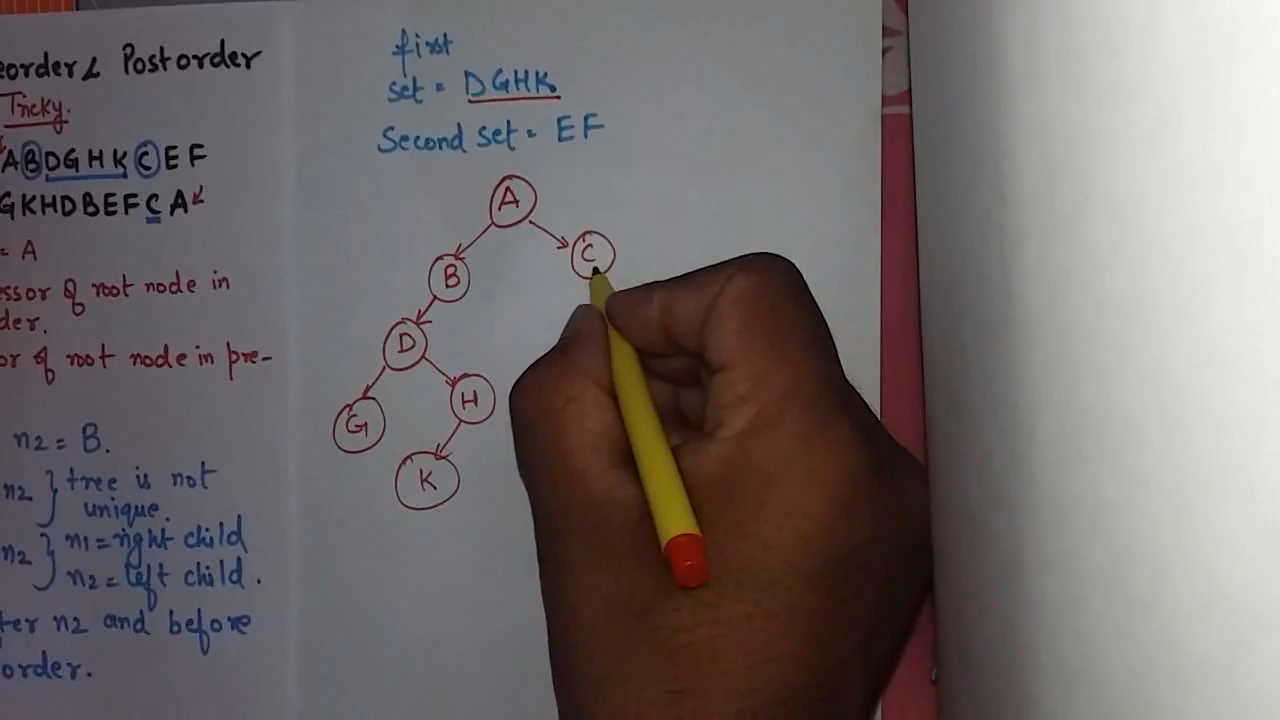 eorder & Postorder
Tricky.
ABDGHKCEF
GKHDBEFCA
= A
ssor of root node in
der.
or of root node in pre-
n2 = B.
n2 } tree is not
unique.
n2 } n1 = right child
n2 = left child.
ter n2 and before
order.
first
set = DGHK
Second set = EF
A
B
C
D
G
H
K